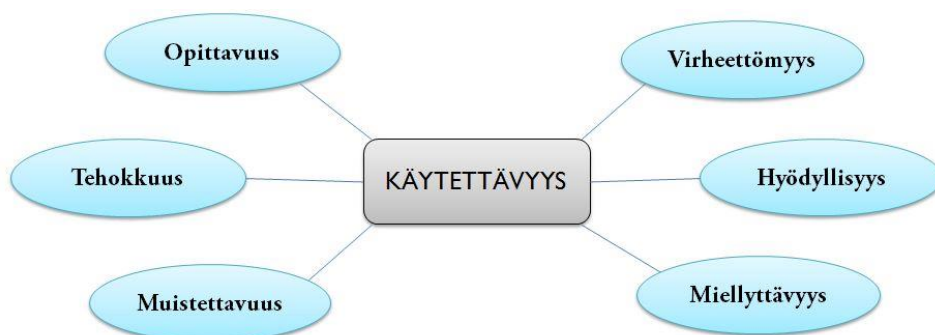 Opittavuus
Virheettömyys
Tehokkuus
KÄYTETTÄVYYS
Hyödyllisyys
Muistettavuus
Miellyttävyys